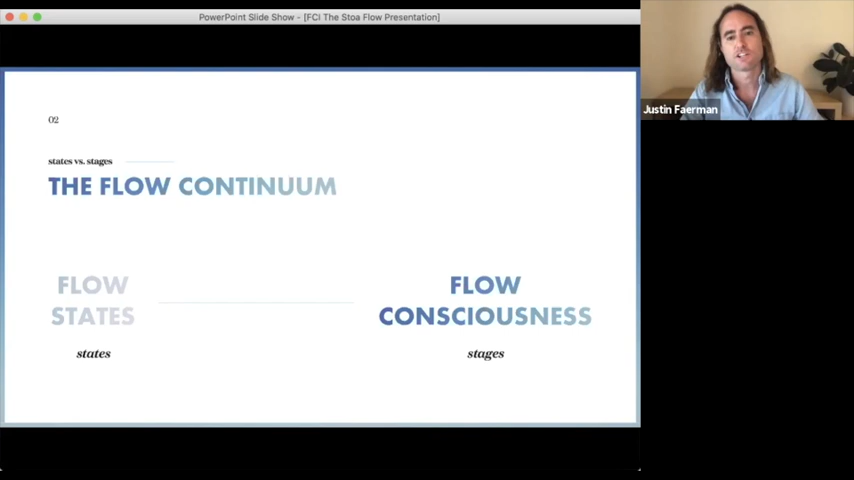 PowerPoint Slide Show - [FCI The Stoa Flow Presentation]
Justin Faerman
02
states vs. stages
THE FLOW CONTINUUM
FLOW
STATES
states
FLOW
CONSCIOUSNESS
stages